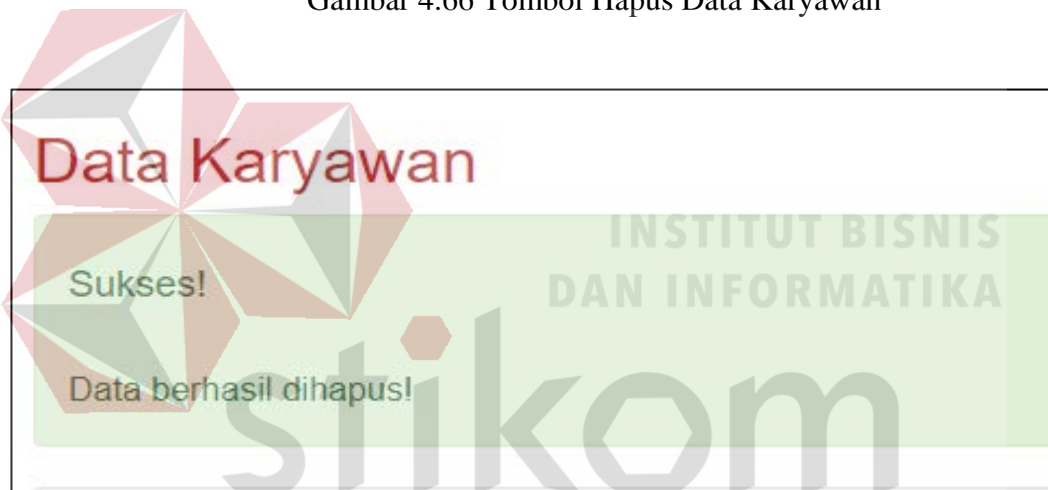 Gambar 4.66 Tombol Hapus Data Karyawan
Data Karyawan
INSTITUT BISNIS
Sukses!
DAN INFORMATIKA
Data berhasil dihapus!
stikom